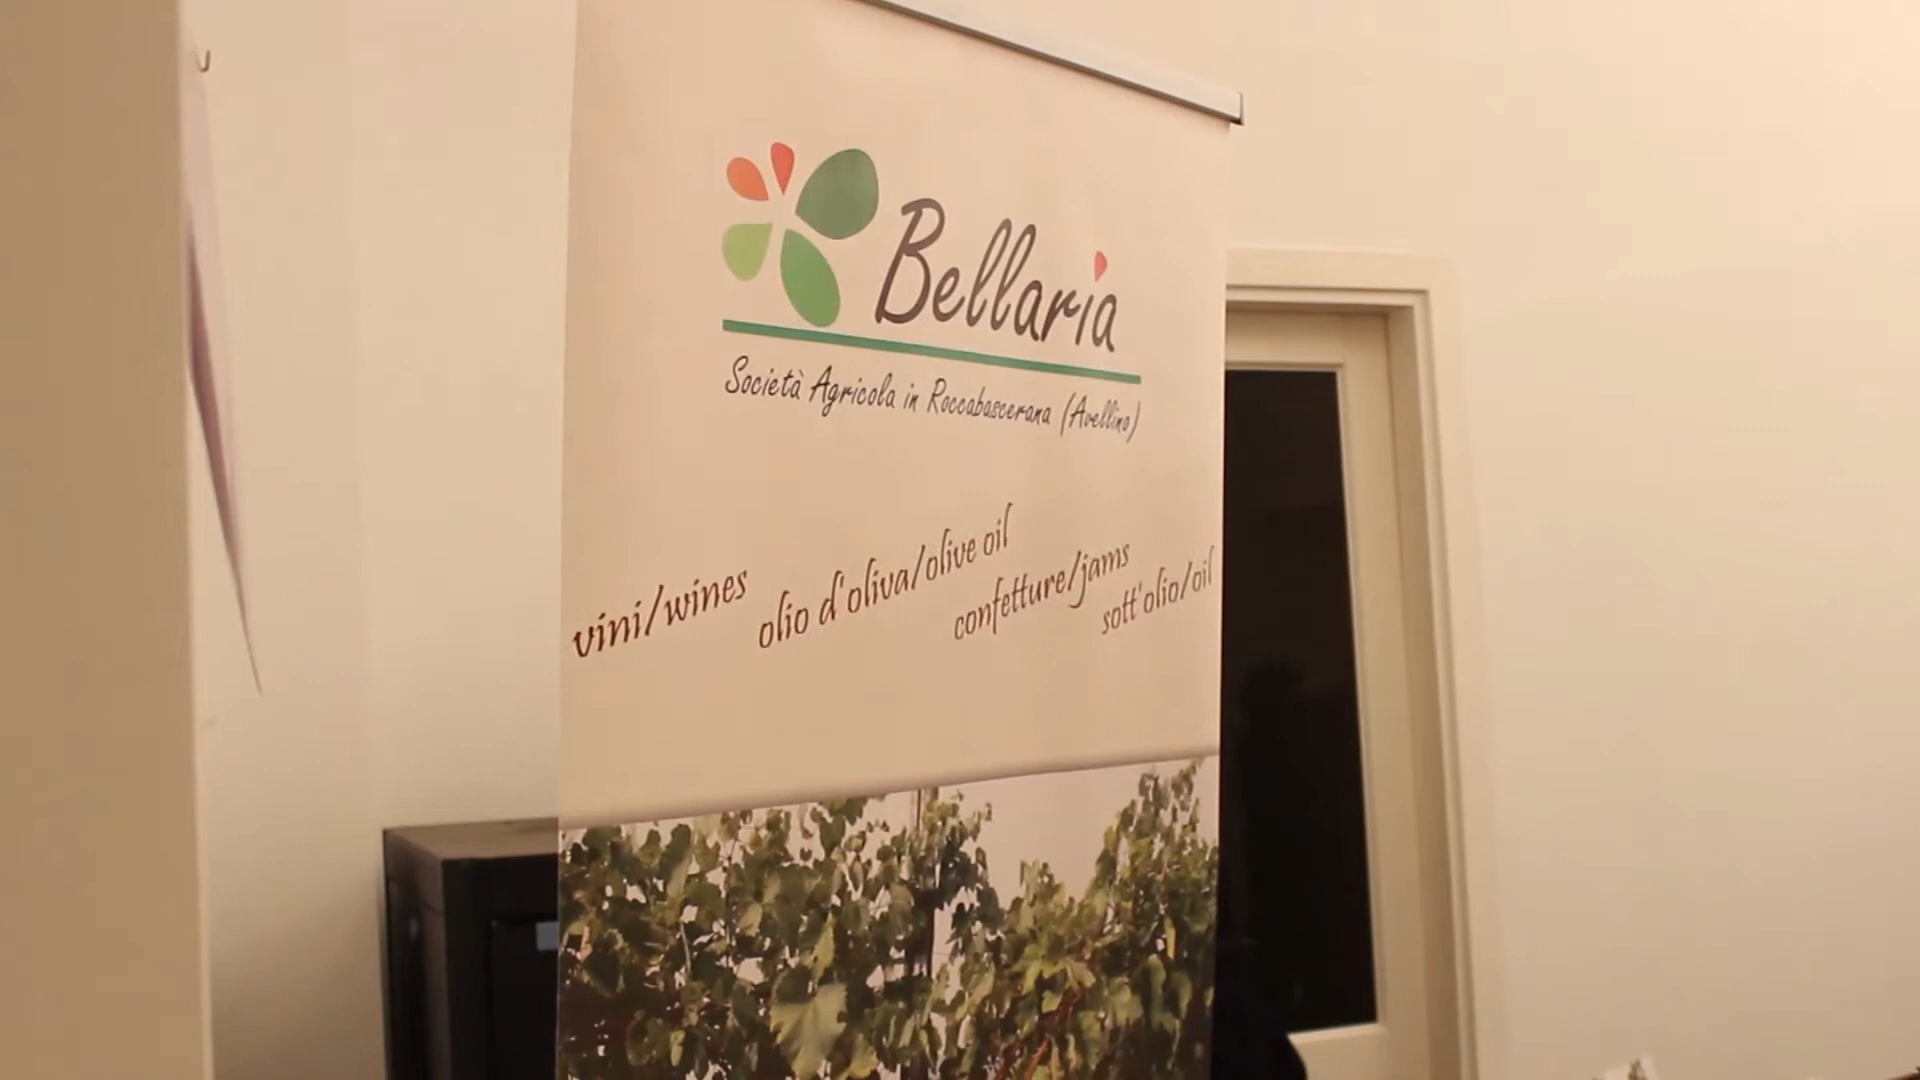 Bellaria
Società Agricola in Roccabascerana (Avellino)
vini/wines
olio d'oliva/olive oil
confetture/jams
sott'olio/oil